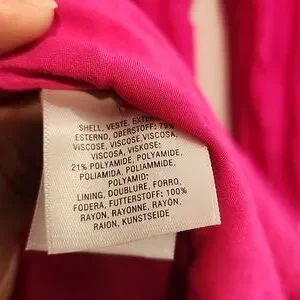 SHELL, VESTE, EXTERIOR,
ESTERNO, OBERSTOFF: 79%
VISCOSE, VISCOSE VISCOSA,
VISCOSA, VISKOSE:
21% POLYAMIDE, POLYAMIDE,
POLIAMIDA, POLIAMMIDE,
POLYAMID:
LINING, DOUBLURE, FORRO,
FODERA, FUTTERSTOFF: 100%
RAYON, RAYONNE, RAYON,
RAION, KUNSTSEIDE